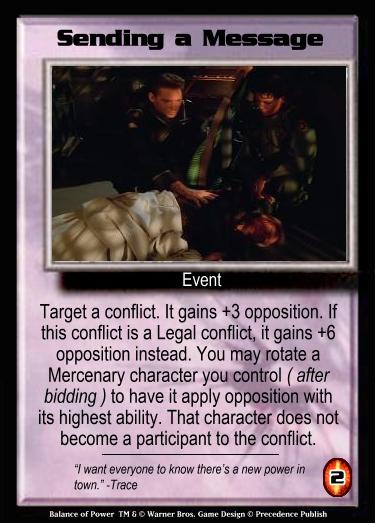 Sending a Message
Event
Target a conflict. It gains +3 opposition. If
this conflict is a Legal conflict, it gains +6
opposition instead. You may rotate a
Mercenary character you control ( after
bidding ) to have it apply opposition with
its highest ability. That character does not
become a participant to the conflict.
"I want everyone to know there's a new power in
town." -Trace
2
Balance of Power TM & © Warner Bros. Game Design © Precedence Publish